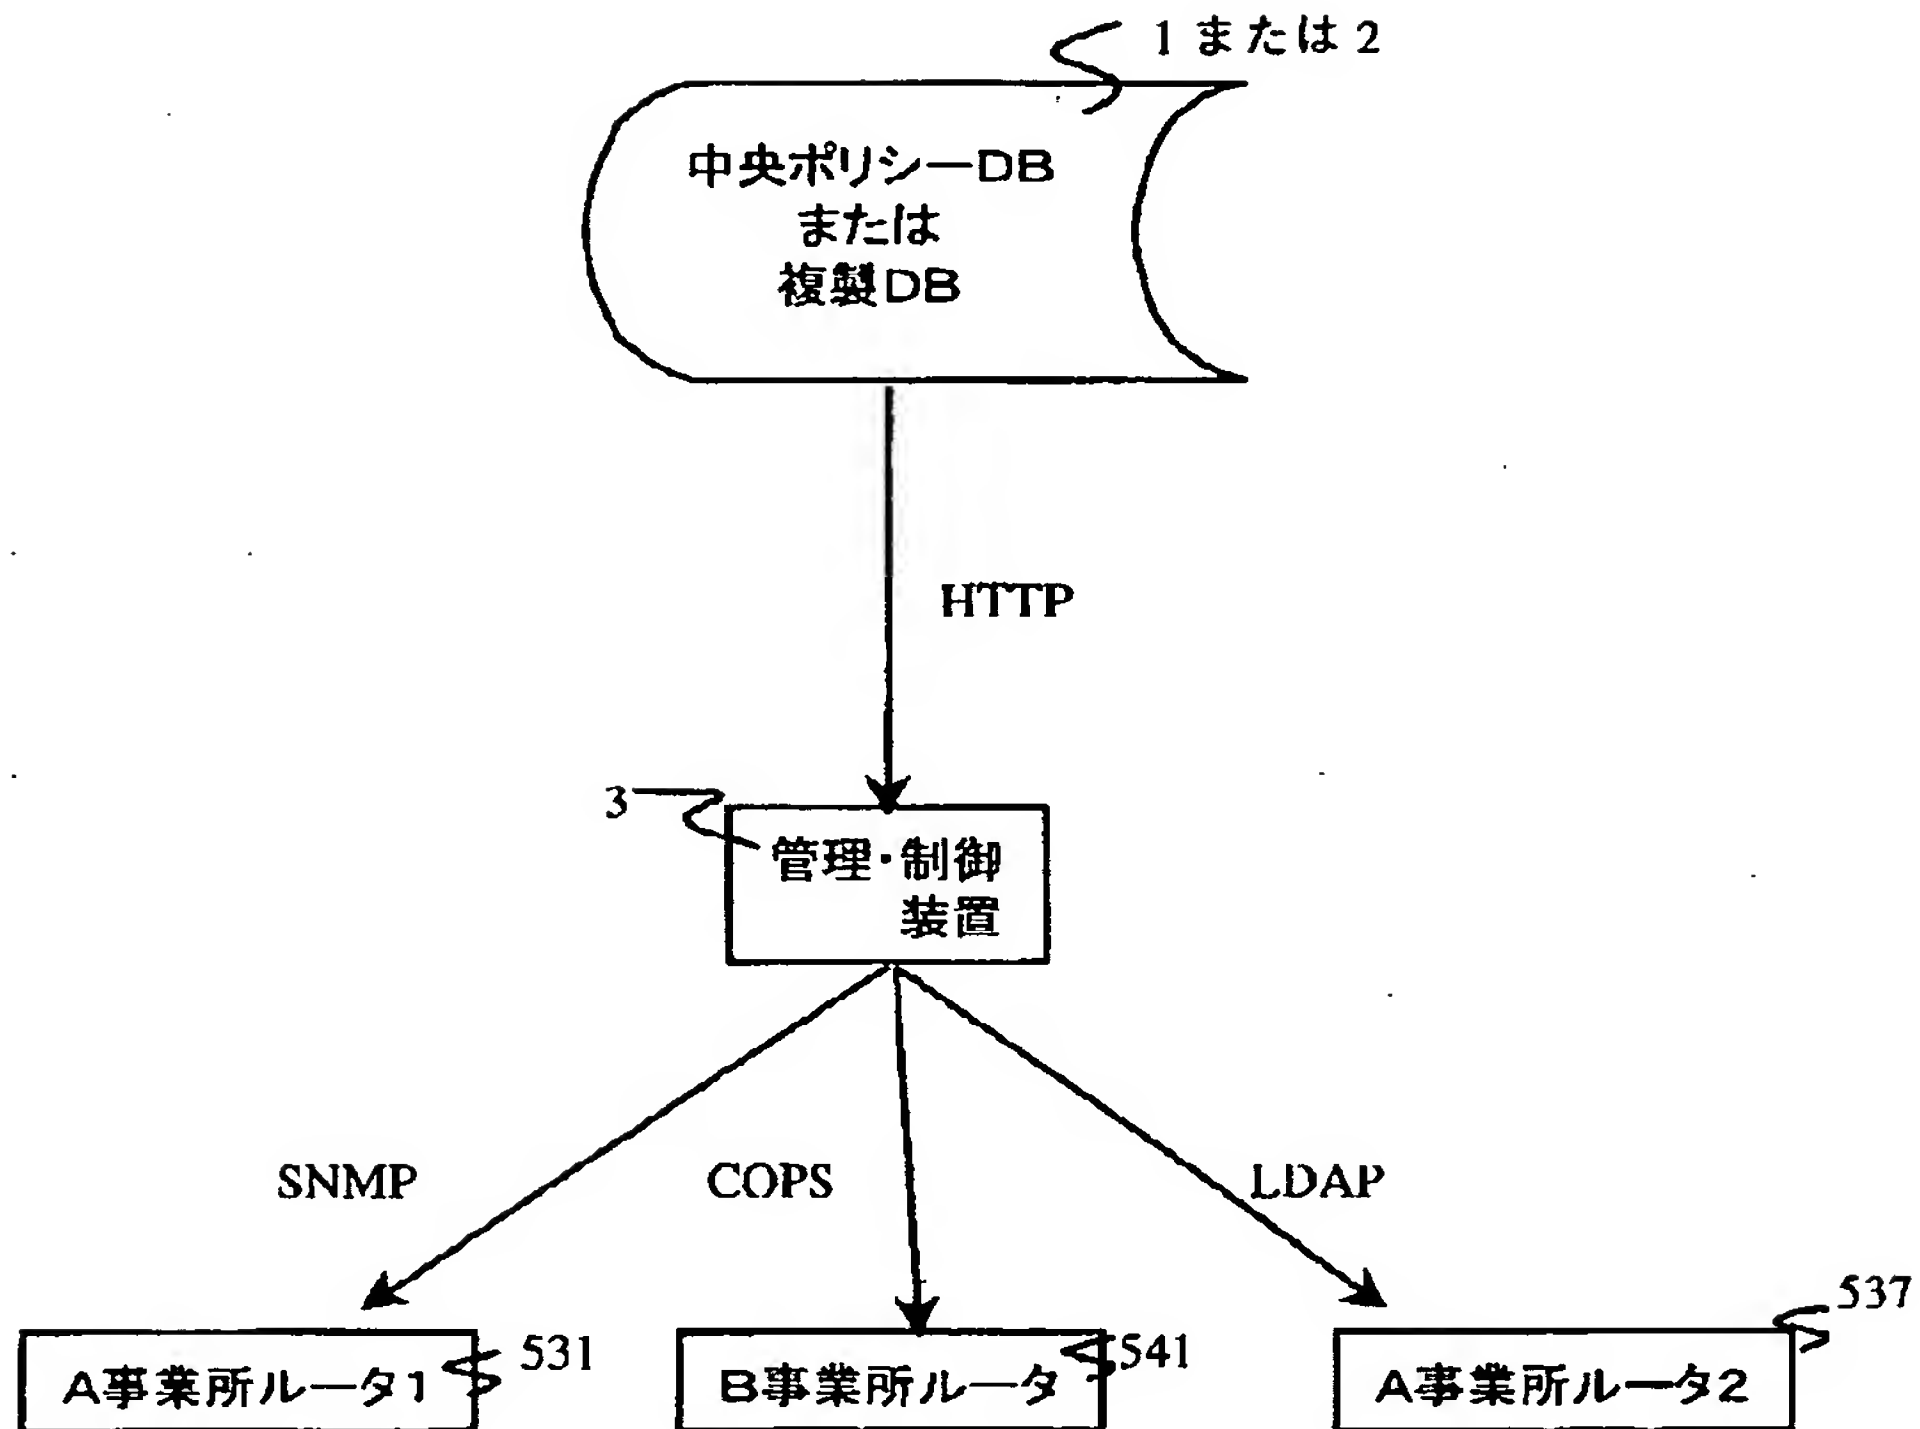 1 または 2
中央ポリシーDB
または
複製DB
HTTP
3
管理・制御
装置
SNMP
COPS
LDAP
537
531
541
A事業所ルータ1
B事業所ルータ
A事業所ルータ2